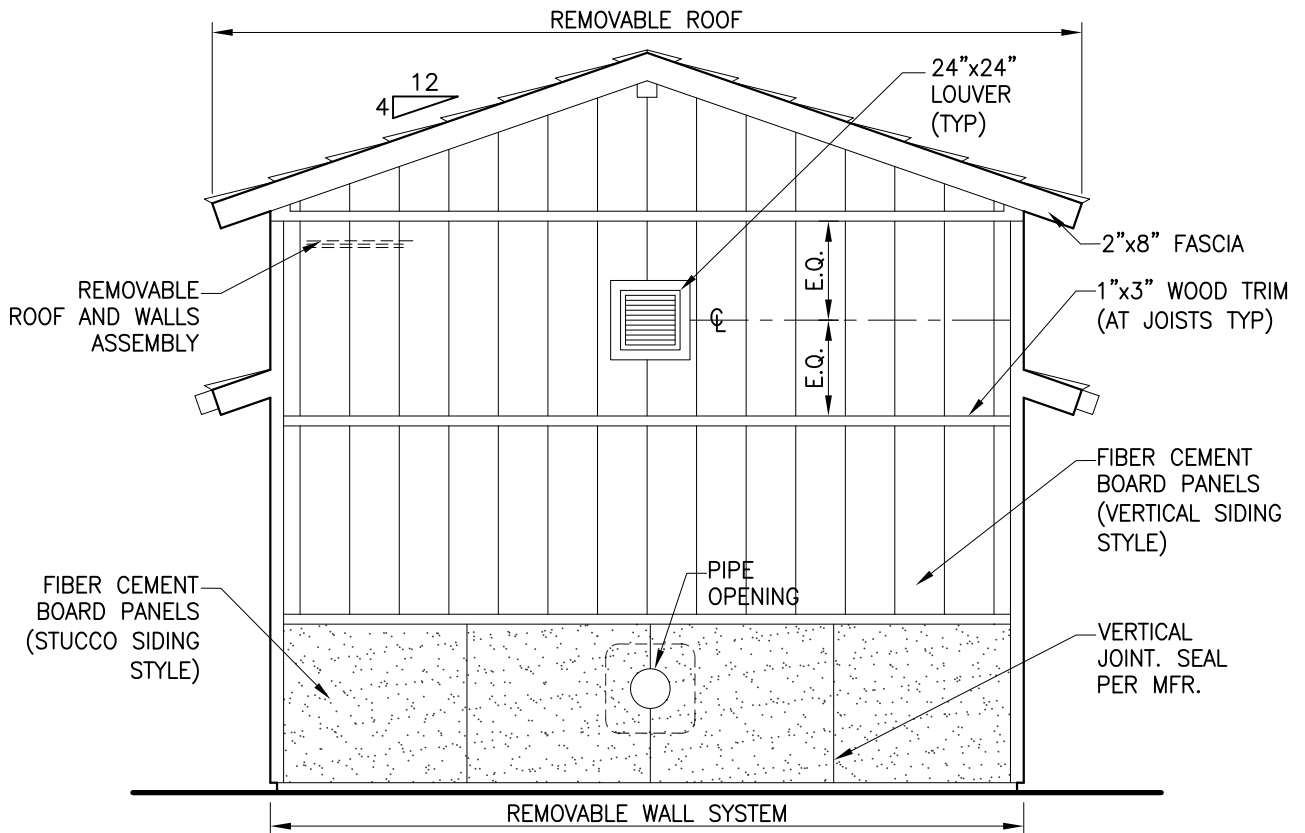 REMOVABLE ROOF
12
4
24"x24"
LOUVER
(TYP)
2"x8" FASCIA
REMOVABLE
ROOF AND WALLS
ASSEMBLY
E.Q.
℄
E.Q.
1"x3" WOOD TRIM
(AT JOISTS TYP)
FIBER CEMENT
BOARD PANELS
(VERTICAL SIDING
STYLE)
FIBER CEMENT
BOARD PANELS
(STUCCO SIDING
STYLE)
PIPE
OPENING
VERTICAL
JOINT. SEAL
PER MFR.
REMOVABLE WALL SYSTEM